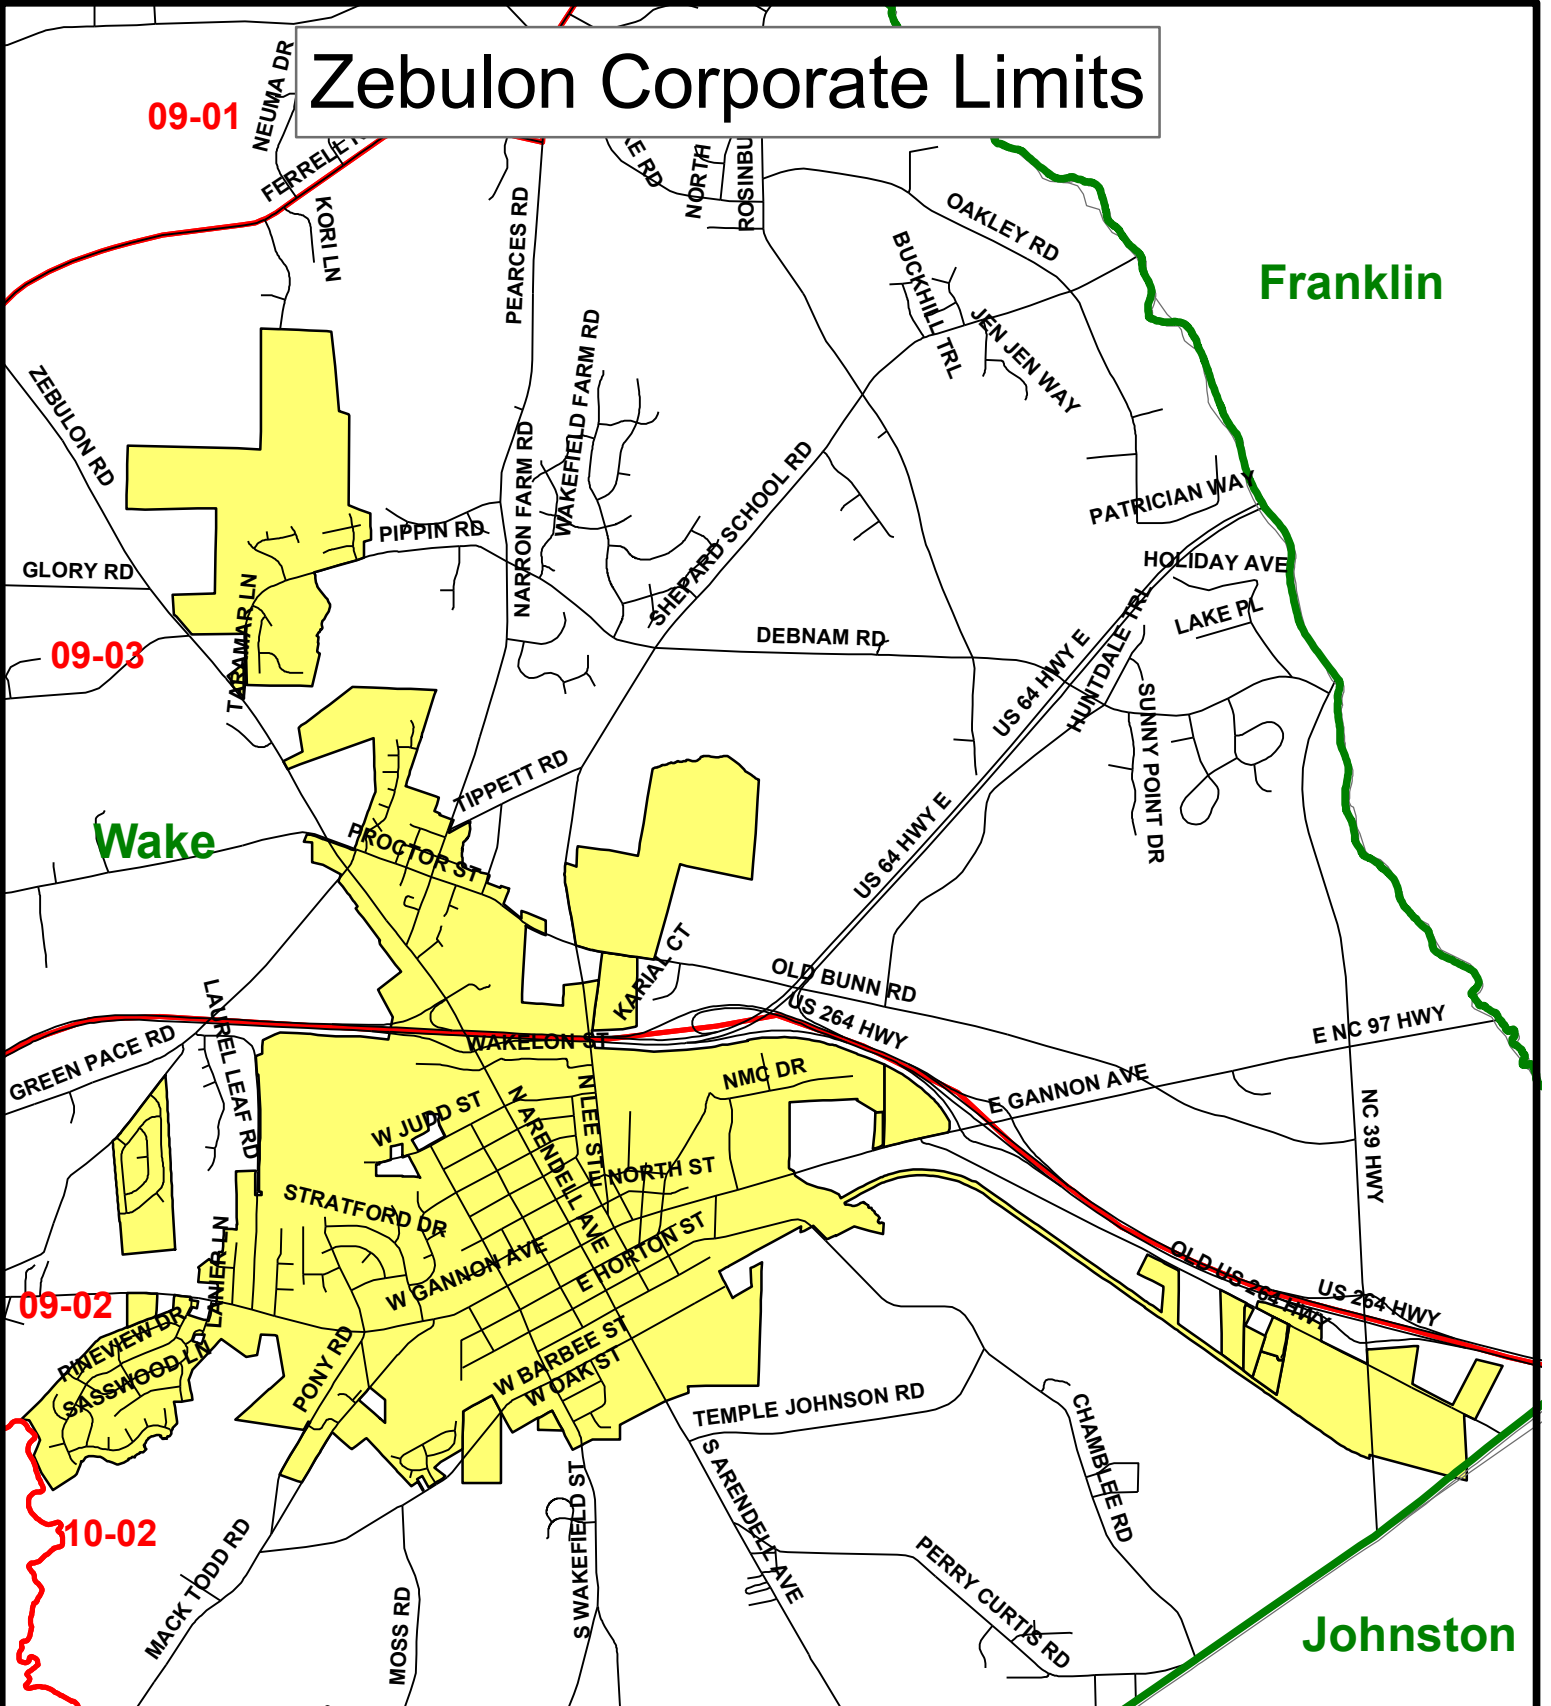 Zebulon Corporate Limits
09-01
NEUMA DR
KORI LN
PEARCES RD
NORTH
OAKLEY RD
BUCKHILL TRL
JEN JEN WAY
Franklin
ZEBULON RD
WAKEFIELD FARM RD
NARRON FARM RD
PIPPIN RD
SHEPARD SCHOOL RD
PATRICIAN WAY
HOLIDAY AVE
LAKE PL
GLORY RD
TARAMAR LN
09-03
DEBNAM RD
US 64 HWY E
HUNTDALE TRL
SUNNY POINT DR
TIPPETT RD
Wake
PROCTOR ST
US 64 HWY E
KARIAL CT
OLD BUNN RD
US 264 HWY
E NC 97 HWY
LAUREL LEAF RD
GREEN PACE RD
WAKELON ST
NMC DR
E GANNON AVE
NC 39 HWY
W JUDD ST
N ARENDELL AVE
N LEE ST
E NORTH ST
STRATFORD DR
LANIER LN
W GANNON AVE
E HORTON ST
OLD US 264 HWY
US 264 HWY
09-02
PINEVIEW DR
SASSWOOD LN
PONY RD
W BARBEE ST
W OAK ST
TEMPLE JOHNSON RD
CHAMBLEE RD
S ARENDELL AVE
S WAKEFIELD ST
10-02
MACK TODD RD
MOSS RD
PERRY CURTIS RD
Johnston